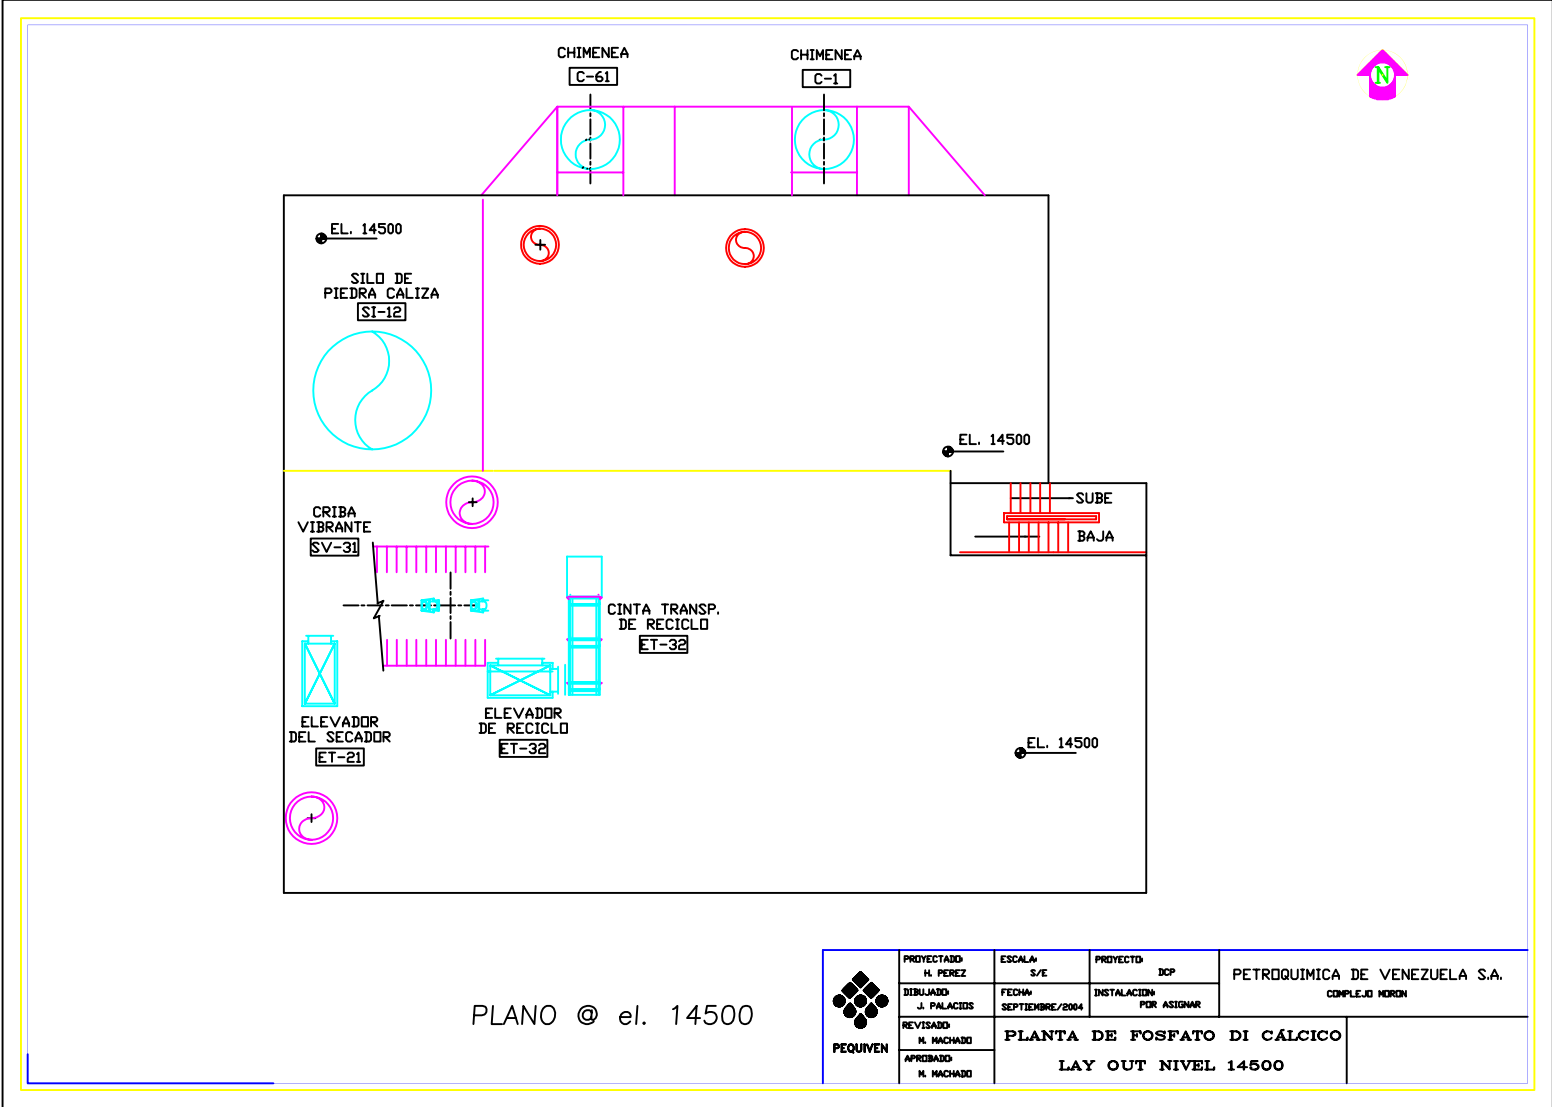 CHIMENEA
C-61
CHIMENEA
C-1
N
EL. 14500
SILO DE
PIEDRA CALIZA
SI-12
EL. 14500
SUBE
BAJA
CRIBA
VIBRANTE
SV-31
CINTA TRANSP.
DE RECICLO
ET-32
ELEVADOR
DEL SECADOR
ET-21
ELEVADOR
DE RECICLO
ET-32
EL. 14500
PLANO @ el. 14500
PEQUIVEN
PROYECTADO:
H. PEREZ
ESCALA:
S/E
PROYECTO:
DCP
PETROQUIMICA DE VENEZUELA S.A.
COMPLEJO MORON
DIBUJADO:
J. PALACIOS
FECHA:
SEPTIEMBRE/2004
INSTALACION:
POR ASIGNAR
REVISADO:
M. MACHADO
APROBADO:
M. MACHADO
PLANTA DE FOSFATO DI CÁLCICO
LAY OUT NIVEL 14500